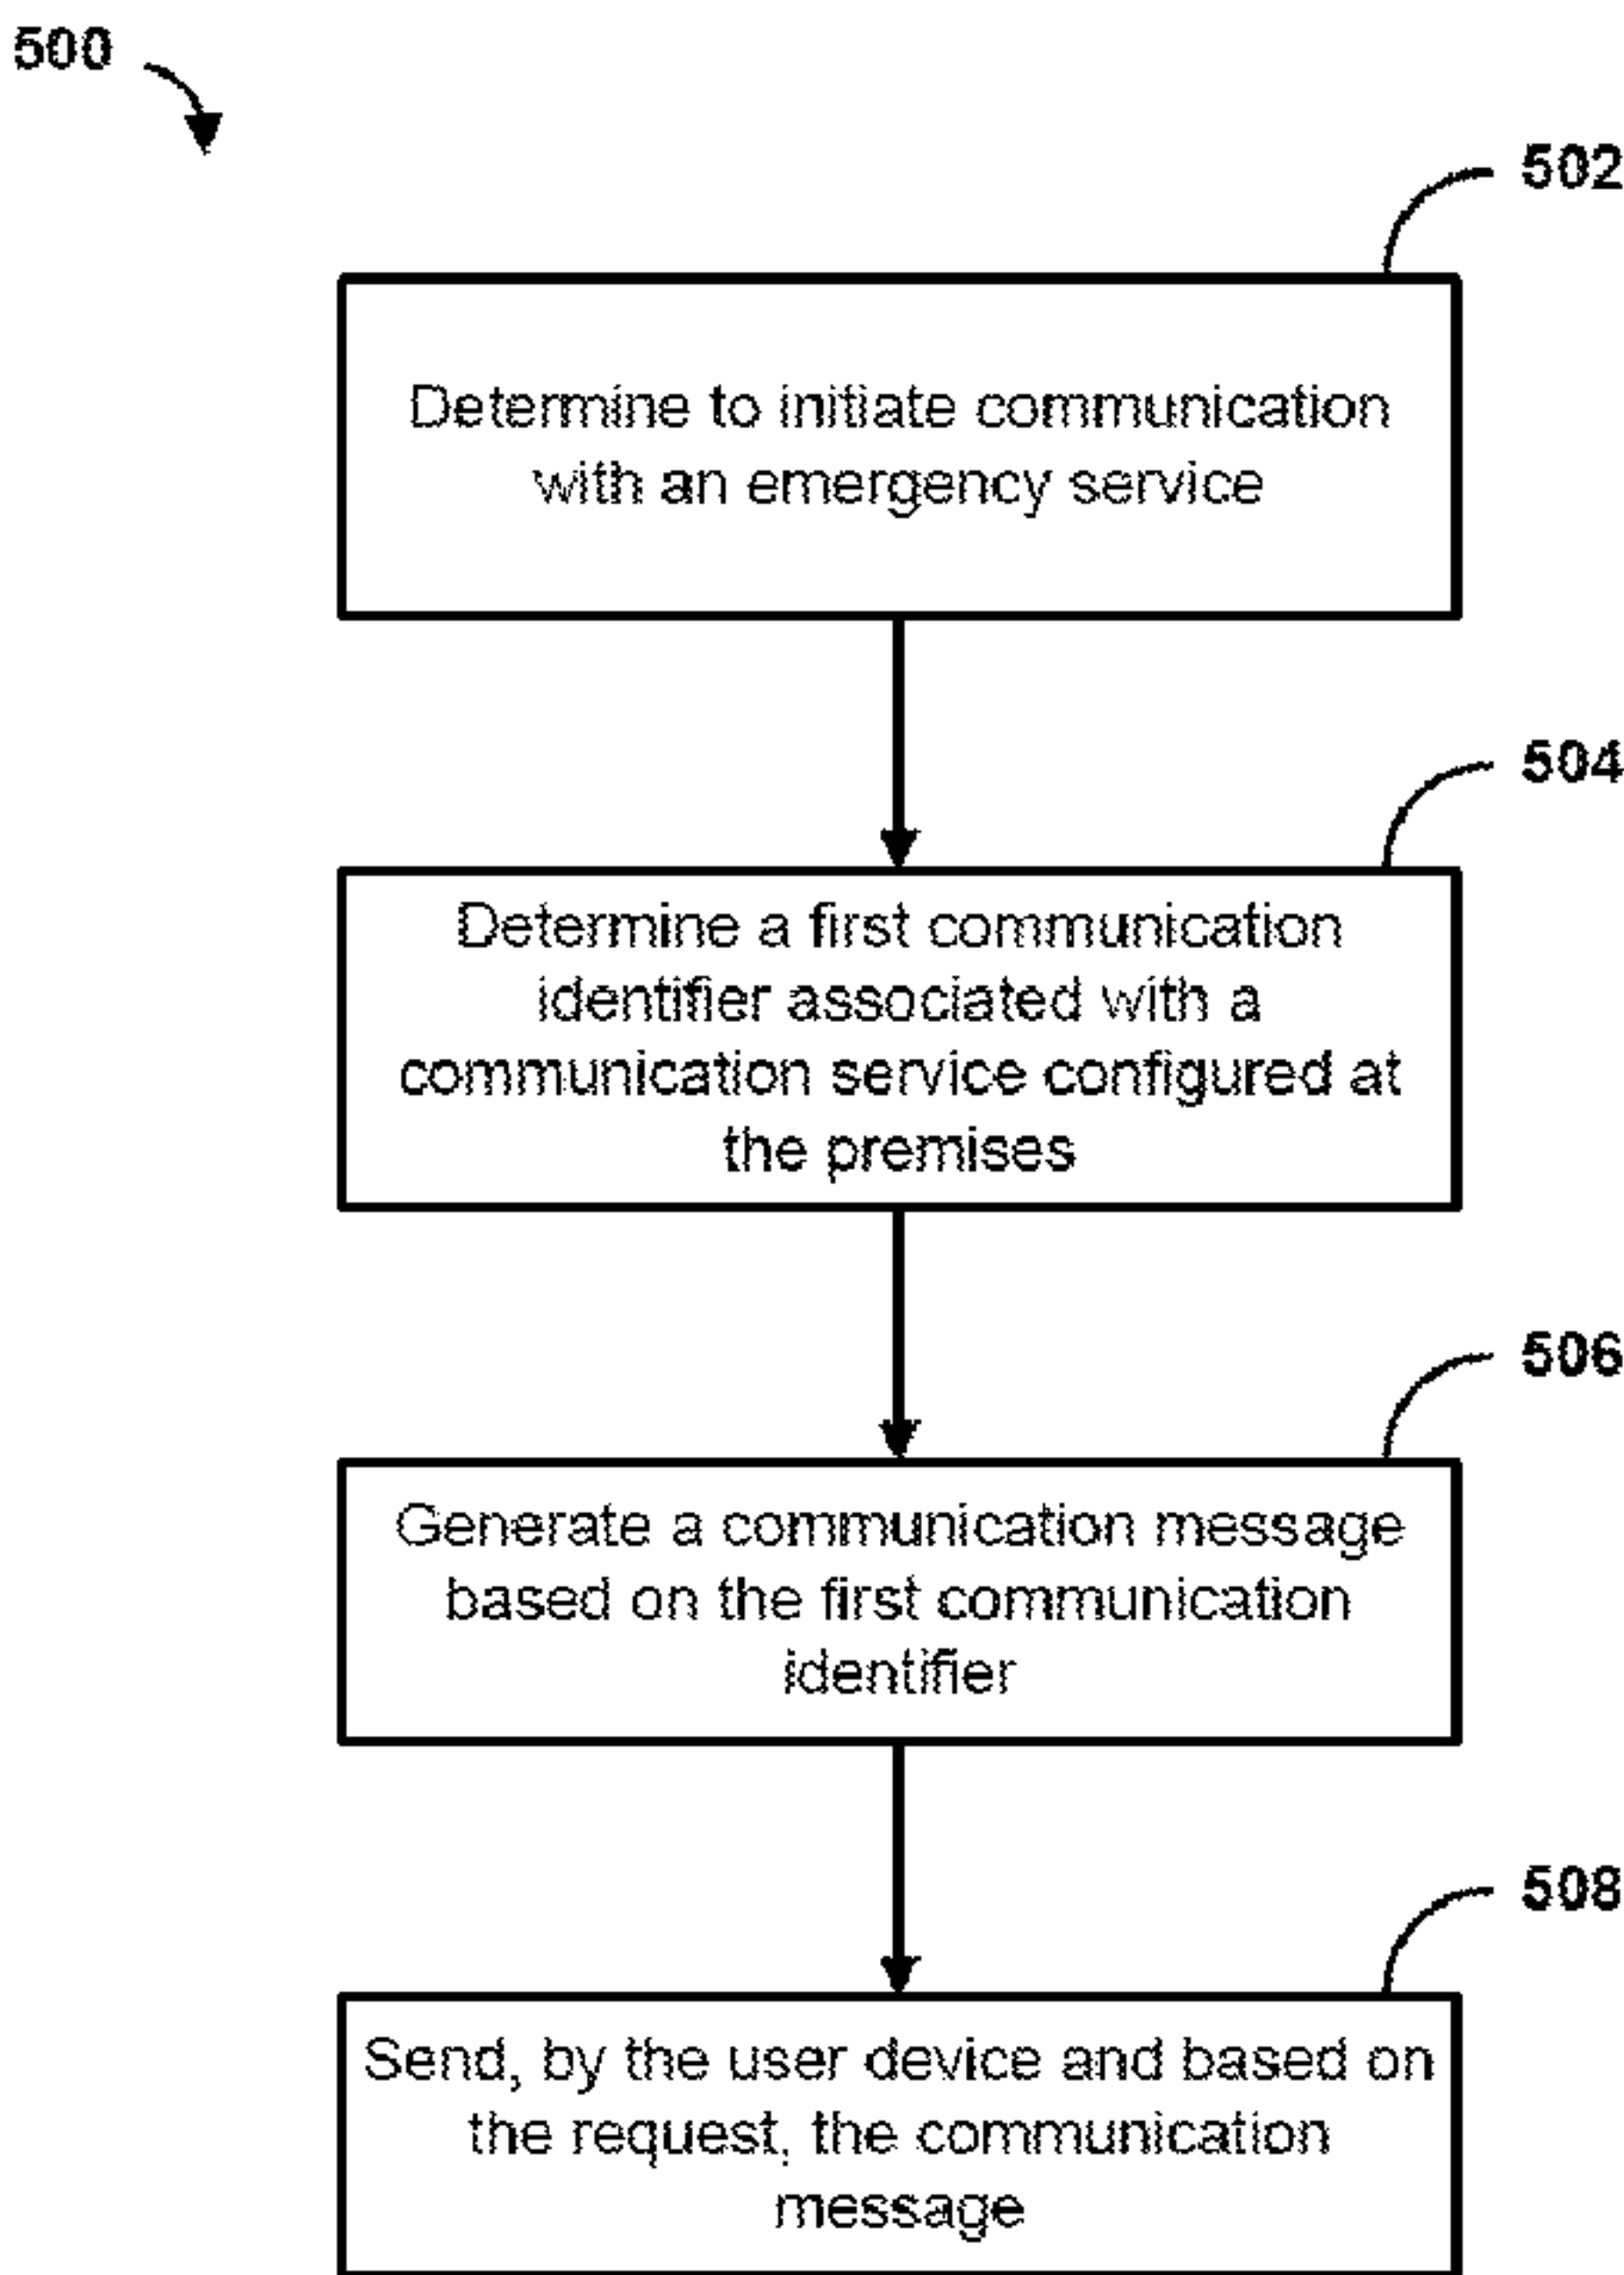 500
502
Determine to initiate communication
with an emergency service
504
Determine a first communication
identifier associated with a
communication service configured at
the premises
506
Generate a communication message
based on the first communication
identifier
508
Send, by the user device and based on
the request, the communication
message